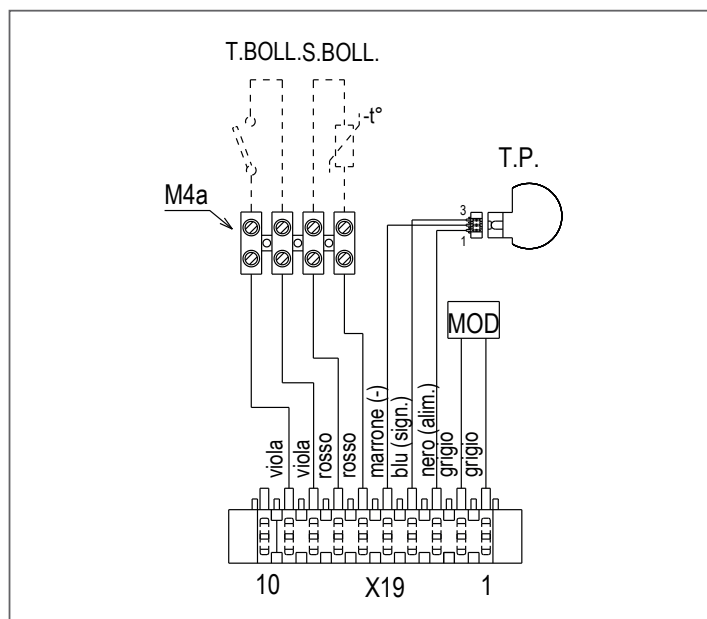 T.BOLL. S.BOLL.
-t°
T.P.
M4a
3
1
MOD
viola
viola
rosso
rosso
marrone (-)
blu (sign.)
nero (alim.)
grigio
grigio
10
X19
1